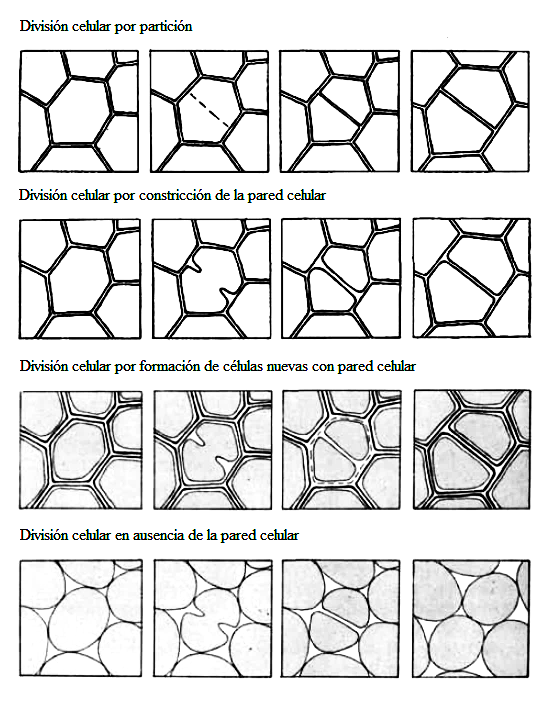 División celular por partición
División celular por constricción de la pared celular
División celular por formación de células nuevas con pared celular
División celular en ausencia de la pared celular